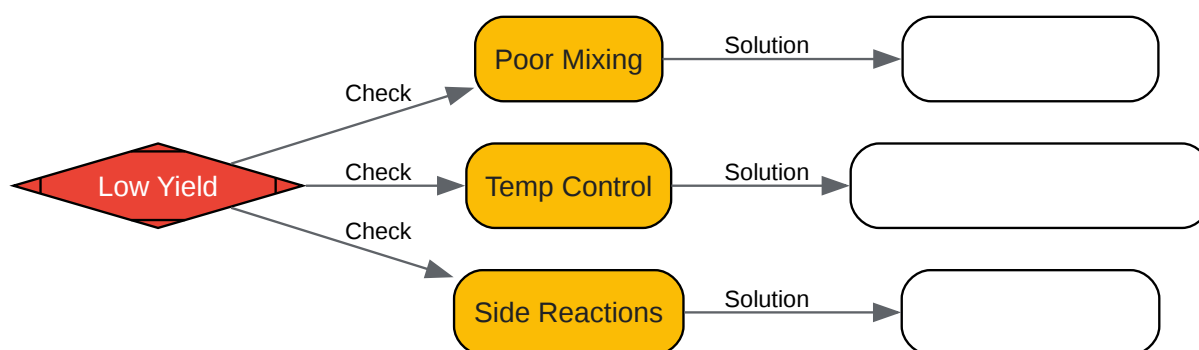 Poor Mixing
Solution
Check
Low Yield
Check
Temp Control
Solution
Check
Side Reactions
Solution